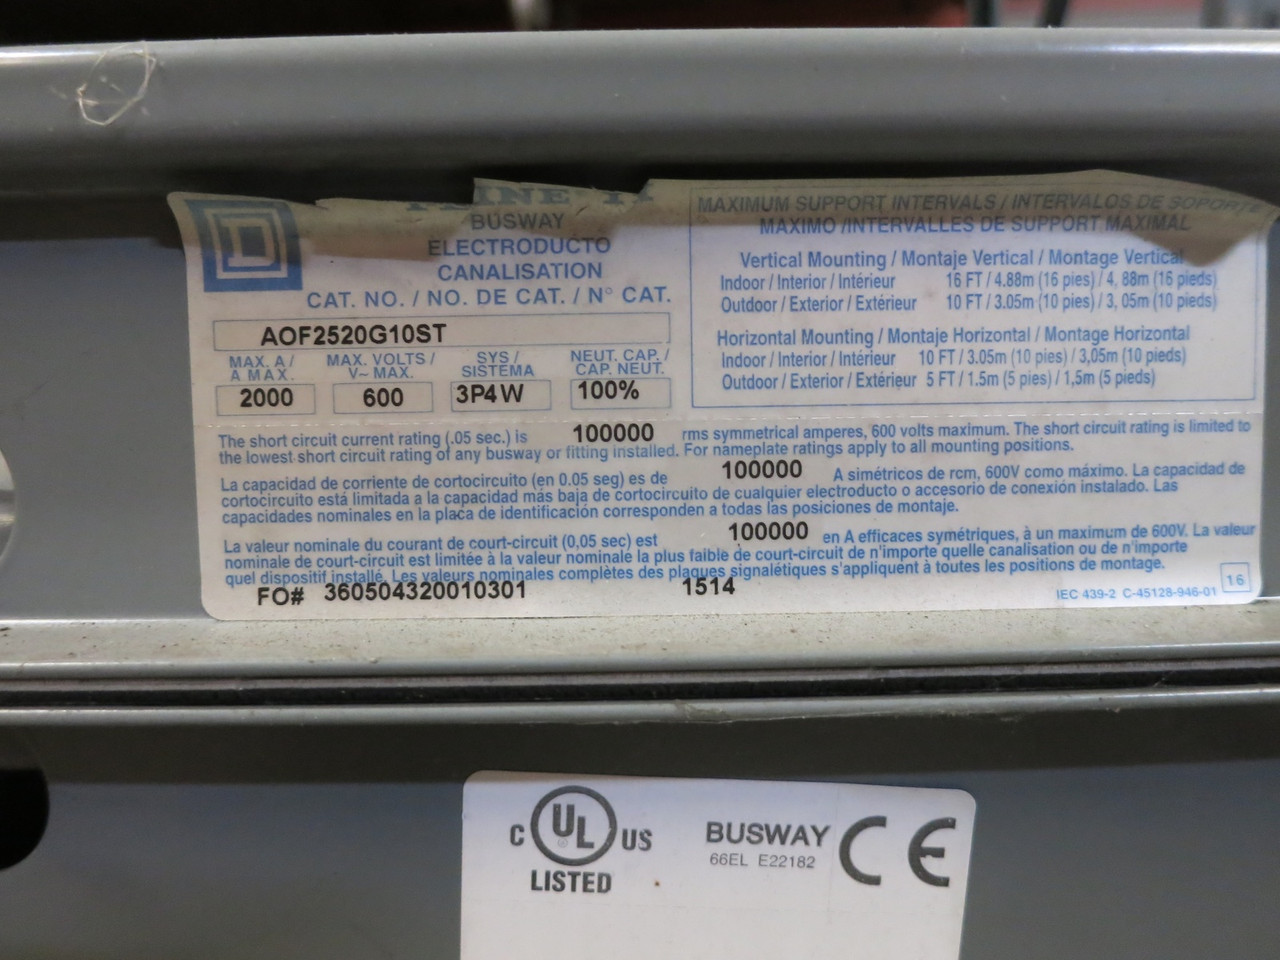 BUSWAY
ELECTRODUCTO
CANALISATION
CAT. NO. / NO. DE CAT. / N° CAT.
AOF2520G10ST
MAX. A / A MAX.
MAX. VOLTS / V~ MAX.
SYS / SISTEMA
NEUT. CAP. / CAP. NEUT.
2000 600 3P4W 100%
MAXIMUM SUPPORT INTERVALS / INTERVALOS DE SOPORTE
MAXIMO / INTERVALLES DE SUPPORT MAXIMAL
Vertical Mounting / Montaje Vertical / Montage Vertical
Indoor / Interior / Intérieur 16 FT / 4.88m (16 pies) / 4, 88m (16 pieds)
Outdoor / Exterior / Extérieur 10 FT / 3.05m (10 pies) / 3, 05m (10 pieds)
Horizontal Mounting / Montaje Horizontal / Montage Horizontal
Indoor / Interior / Intérieur 10 FT / 3.05m (10 pies) / 3,05m (10 pieds)
Outdoor / Exterior / Extérieur 5 FT / 1.5m (5 pies) / 1,5m (5 pieds)
The short circuit current rating (.05 sec.) is 100000 rms symmetrical amperes, 600 volts maximum. The short circuit rating is limited to
the lowest short circuit rating of any busway or fitting installed. For nameplate ratings apply to all mounting positions.
La capacidad de corriente de cortocircuito (en 0.05 seg) es de 100000 A simétricos de rcm, 600V como máximo. La capacidad de
cortocircuito está limitada a la capacidad más baja de cortocircuito de cualquier electroducto o accesorio de conexión instalado. Las
capacidades nominales en la placa de identificación corresponden a todas las posiciones de montaje.
La valeur nominale du courant de court-circuit (0,05 sec) est 100000 en A efficaces symétriques, à un maximum de 600V. La valeur
nominale de court-circuit est limitée à la valeur nominale la plus faible de court-circuit de n'importe quelle canalisation ou de n'importe
quel dispositif installé. Les valeurs nominales complètes des plaques signalétiques s'appliquent à toutes les positions de montage.
FO# 360504320010301 1514
IEC 439-2 C-45128-946-01 16
C UL® US
LISTED
BUSWAY
66EL E22182
CE